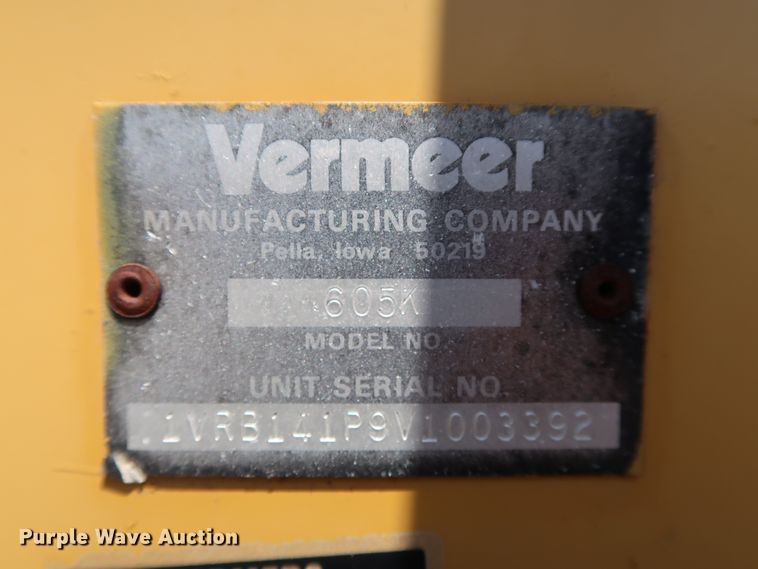 Vermeer
MANUFACTURING COMPANY
Pella, Iowa 50219
605K
MODEL NO.
UNIT SERIAL NO.
1VRB141P9V1003392
Purple Wave Auction